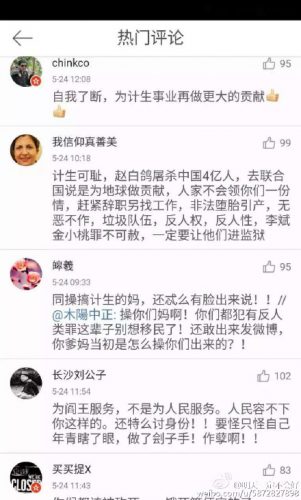 热门评论
chinkco
95
5-24 12:08
自我了断，为计生事业再做更大的贡献
我信仰真善美
95
5-24 10:18
计生可耻，赵白鸽屠杀中国4亿人，去联合
国说是为地球做贡献，人家不会领你们一份
情，赶紧辞职另找工作，非法堕胎引产，无
恶不作，垃圾队伍，反人权，反人性，李斌
金小桃罪不可赦，一定要让他们进监狱
皞羲
95
5-24 09:33
同操搞计生的妈，还忒么有脸出来说！！//
@木陽中正: 操你们妈啊！你们都犯有反人
类罪这辈子别想移民了！还敢出来发微博，
你爹妈当初是怎么操你们出来的？！
长沙刘公子
102
5-24 11:54
为阎王服务，不是为人民服务。人民容不下
你这样的。还特么讨身份！！要怪只怪自己
年青瞎了眼，做了刽子手！作孽啊！！
买买提X
83
5-24 11:54
weibo.com/u/5872827858